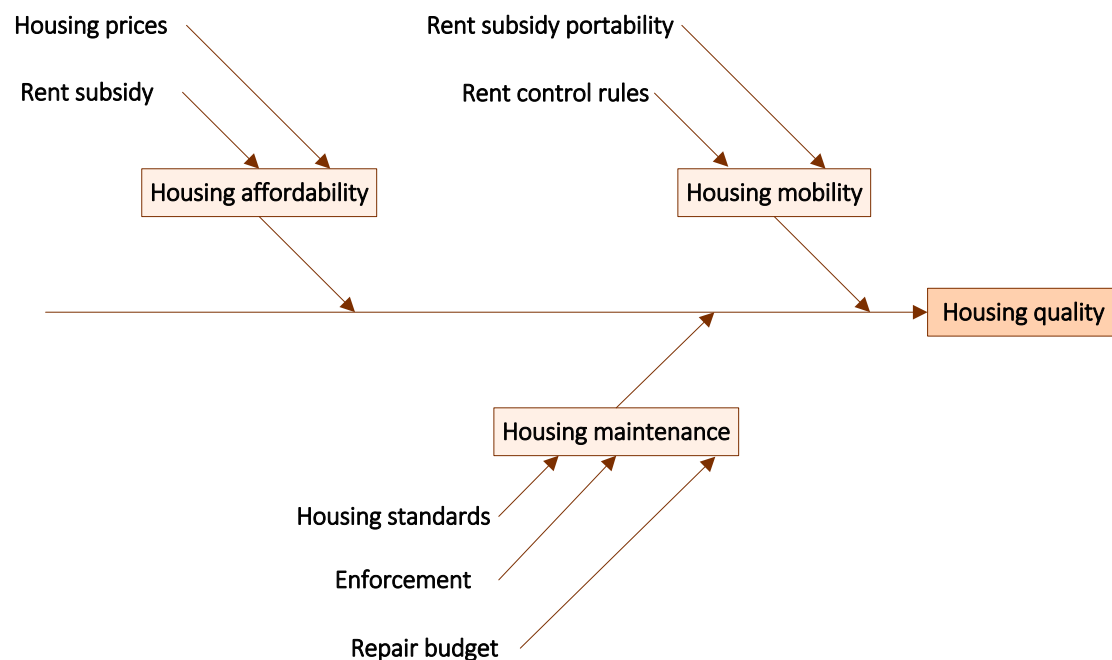 Housing prices
Rent subsidy
Housing affordability
Rent subsidy portability
Rent control rules
Housing mobility
Housing quality
Housing maintenance
Housing standards
Enforcement
Repair budget